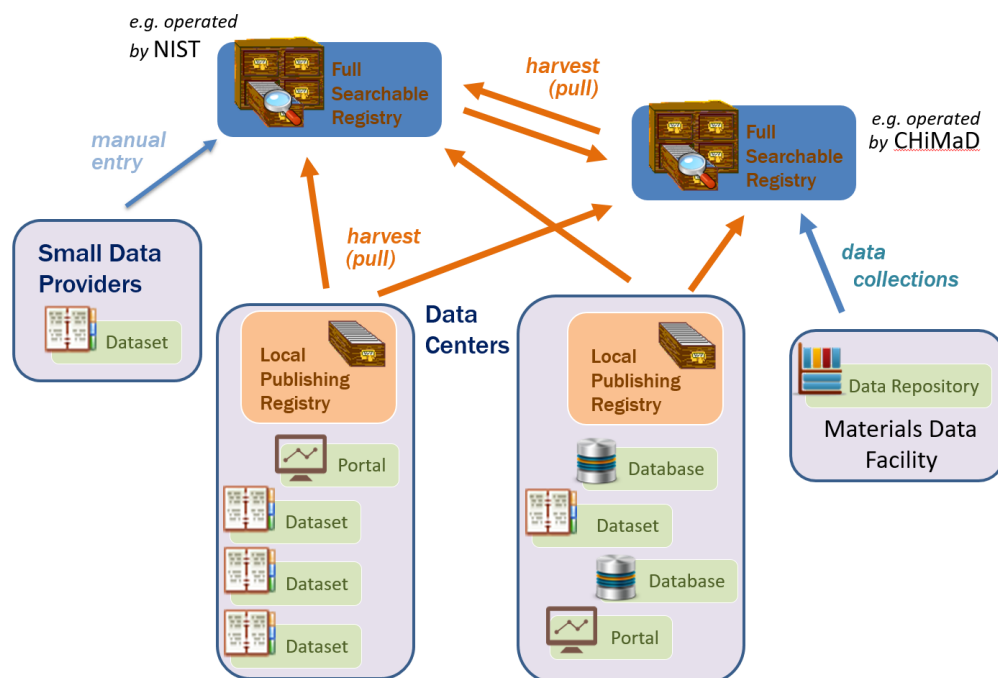 e.g. operated
by NIST
Full
Searchable
Registry
harvest
(pull)
e.g. operated
by CHiMaD
Full
Searchable
Registry
manual
entry
Small Data
Providers
Dataset
harvest
(pull)
data
collections
Data
Centers
Local
Publishing
Registry
Portal
Dataset
Dataset
Dataset
Local
Publishing
Registry
Database
Dataset
Database
Portal
Data Repository
Materials Data
Facility